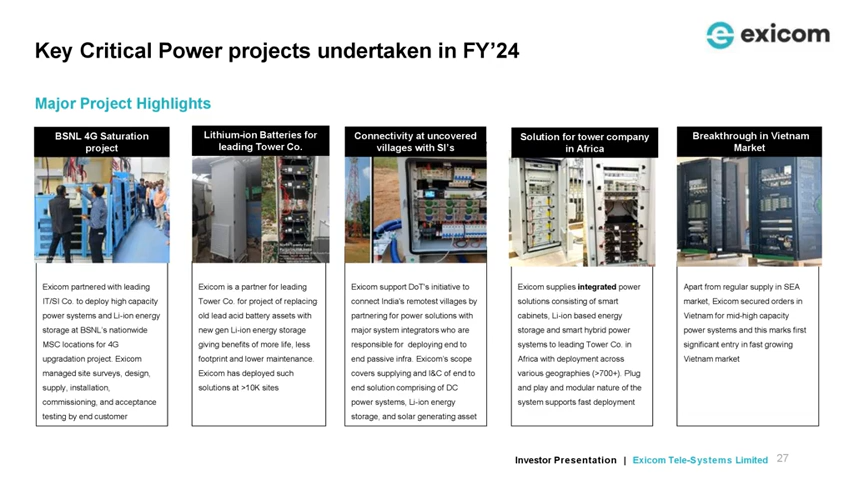 exicom
Key Critical Power projects undertaken in FY’24
Major Project Highlights
BSNL 4G Saturation
project
Exicom partnered with leading
IT/SI Co. to deploy high capacity
power systems and Li-ion energy
storage at BSNL’s nationwide
MSC locations for 4G
upgradation project. Exicom
managed site surveys, design,
supply, installation,
commissioning, and acceptance
testing by end customer
Lithium-ion Batteries for
leading Tower Co.
Exicom is a partner for leading
Tower Co. for project of replacing
old lead acid battery assets with
new gen Li-ion energy storage
giving benefits of more life, less
footprint and lower maintenance.
Exicom has deployed such
solutions at >10K sites
Connectivity at uncovered
villages with SI’s
Exicom support DoT’s initiative to
connect India’s remotest villages by
partnering for power solutions with
major system integrators who are
responsible for deploying end to
end passive infra. Exicom’s scope
covers supplying and I&C of end to
end solution comprising of DC
power systems, Li-ion energy
storage, and solar generating asset
Solution for tower company
in Africa
Exicom supplies integrated power
solutions consisting of smart
cabinets, Li-ion based energy
storage and smart hybrid power
systems to leading Tower Co. in
Africa with deployment across
various geographies (>700+). Plug
and play and modular nature of the
system supports fast deployment
Breakthrough in Vietnam
Market
Apart from regular supply in SEA
market, Exicom secured orders in
Vietnam for mid-high capacity
power systems and this marks first
significant entry in fast growing
Vietnam market
Investor Presentation | Exicom Tele-Systems Limited 27